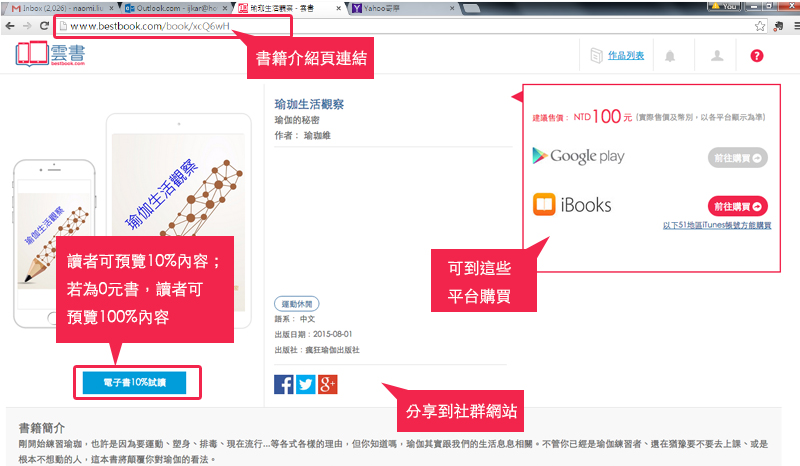 Inbox (2,026) - naomi.liu
Outlook.com - ijkar@ho
瑜珈生活觀察 - 雲書
Yahoo奇摩
You
www.bestbook.com/book/xcQ6wH
書籍介紹頁連結
雲書
bestbook.com
作品列表
?
瑜珈生活觀察
瑜伽的秘密
作者： 瑜珈維
建議售價： NTD 100 元 (實際售價及幣別，以各平台顯示為準)
Google play
前往購買
iBooks
前往購買
以下51地區iTunes帳號方能購買
可到這些
平台購買
瑜伽生活觀察
瑜伽生活觀察
讀者可預覽10%內容；
若為0元書，讀者可
預覽100%內容
電子書10%試讀
運動休閒
語系： 中文
出版日期：2015-08-01
出版社：瘋狂瑜伽出版社
分享到社群網站
書籍簡介
剛開始練習瑜珈，也許是因為要運動、塑身、排毒、現在流行...等各式各樣的理由，但你知道嗎，瑜伽其實跟我們的生活息息相關。不管你已經是瑜伽練習者、還在猶豫要不要去上課、或是
根本不想動的人，這本書將顛覆你對瑜伽的看法。